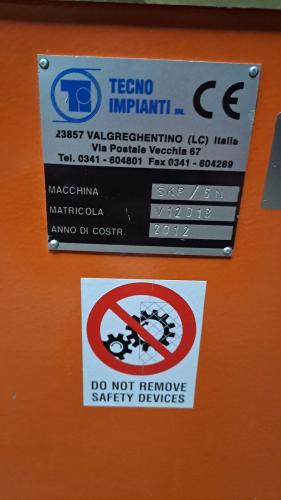 TECNO
IMPIANTI SRL
CE
23857 VALGREGHENTINO (LC) Italia
Via Postale Vecchia 67
Tel. 0341 - 604801 Fax 0341 - 604289
MACCHINA SKP/6N
MATRICOLA V12018
ANNO DI COSTR. 2012
DO NOT REMOVE
SAFETY DEVICES